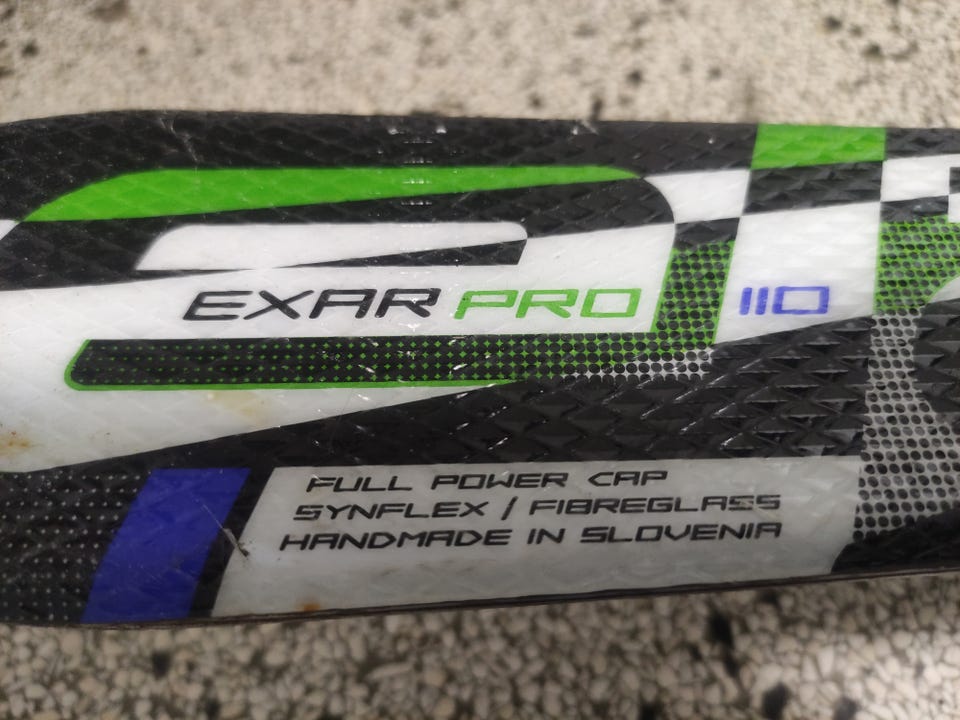 EXAR PRO 110
FULL POWER CAP
SYNFLEX / FIBREGLASS
HANDMADE IN SLOVENIA